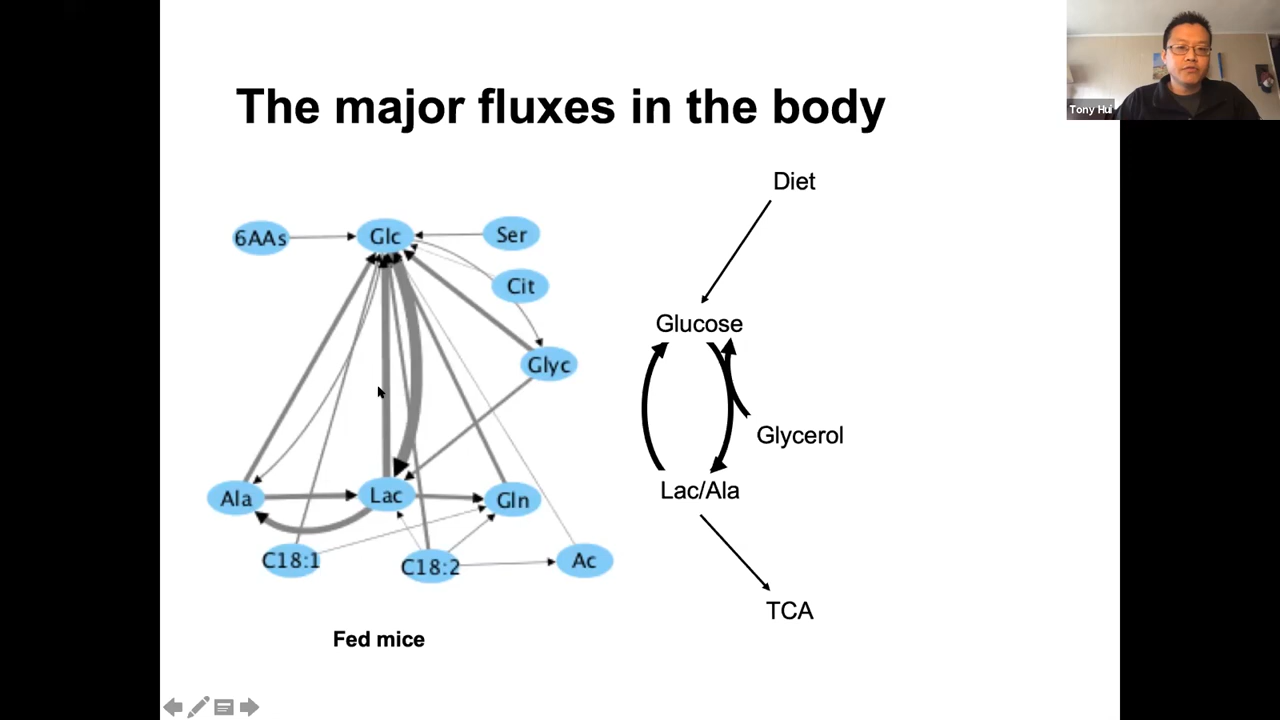 The major fluxes in the body
Tony Hui
Diet
6AAs
Glc
Ser
Cit
Glyc
Ala
Lac
Gln
C18:1
C18:2
Ac
Glucose
Glycerol
Lac/Ala
TCA
Fed mice